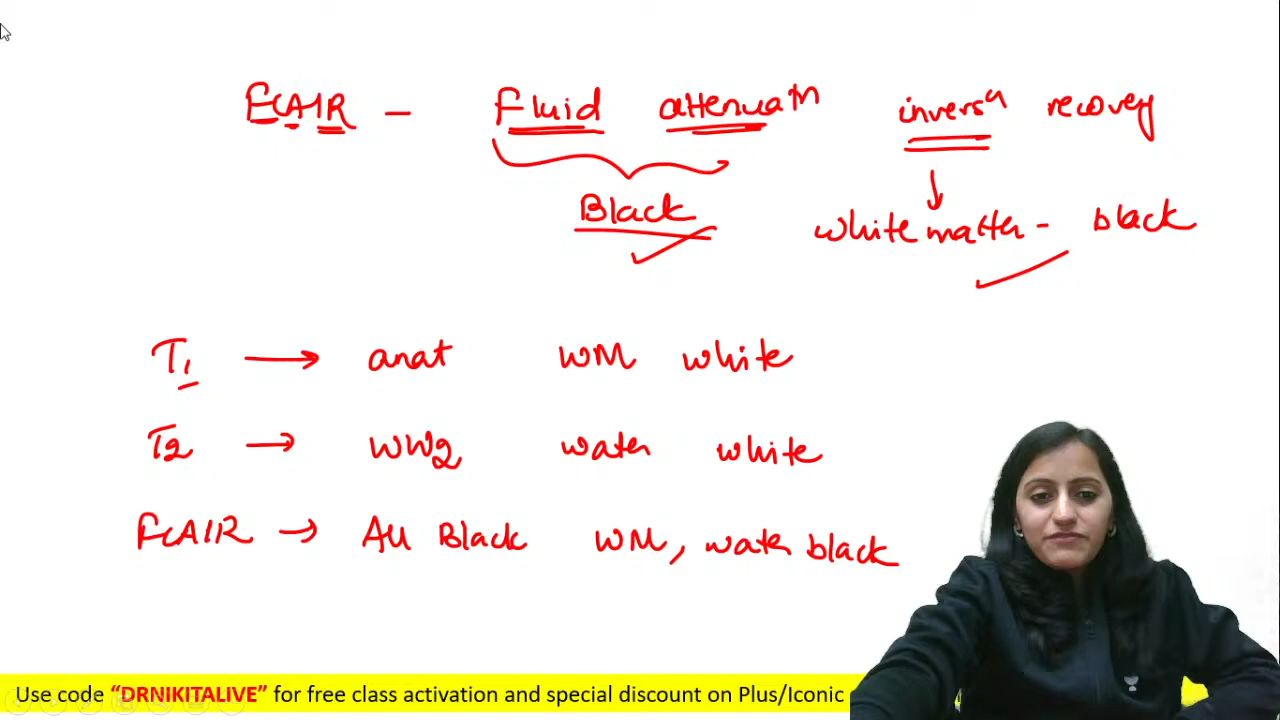 FLAIR - Fluid attenuatn inversn recovery
Black
white matter - black
T1 → anat WM white
T2 → WW2 water white
FLAIR → All Black WM, water black
Use code “DRNIKITALIVE” for free class activation and special discount on Plus/Iconic